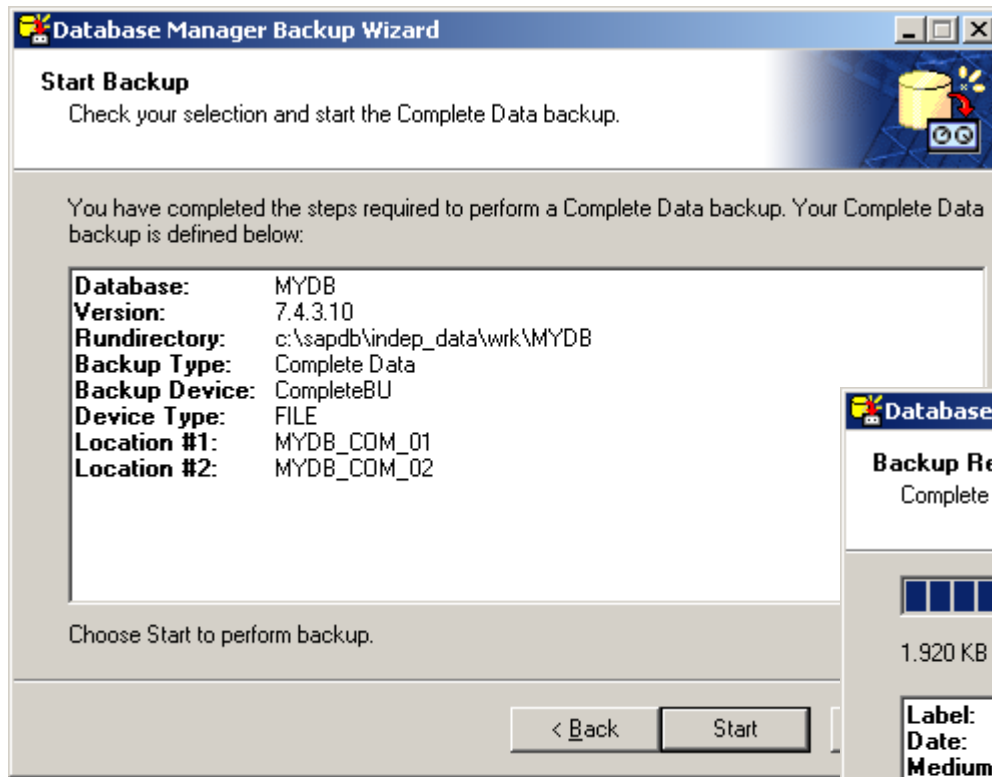 Database Manager Backup Wizard
Start Backup
Check your selection and start the Complete Data backup.
You have completed the steps required to perform a Complete Data backup. Your Complete Data
backup is defined below:
Database: MYDB
Version: 7.4.3.10
Rundirectory: c:\sapdb\indep_data\wrk\MYDB
Backup Type: Complete Data
Backup Device: CompleteBU
Device Type: FILE
Location #1: MYDB_COM_01
Location #2: MYDB_COM_02
Choose Start to perform backup.
< Back
Start
Database
Backup Re
Complete
1.920 KB
Label:
Date:
Medium